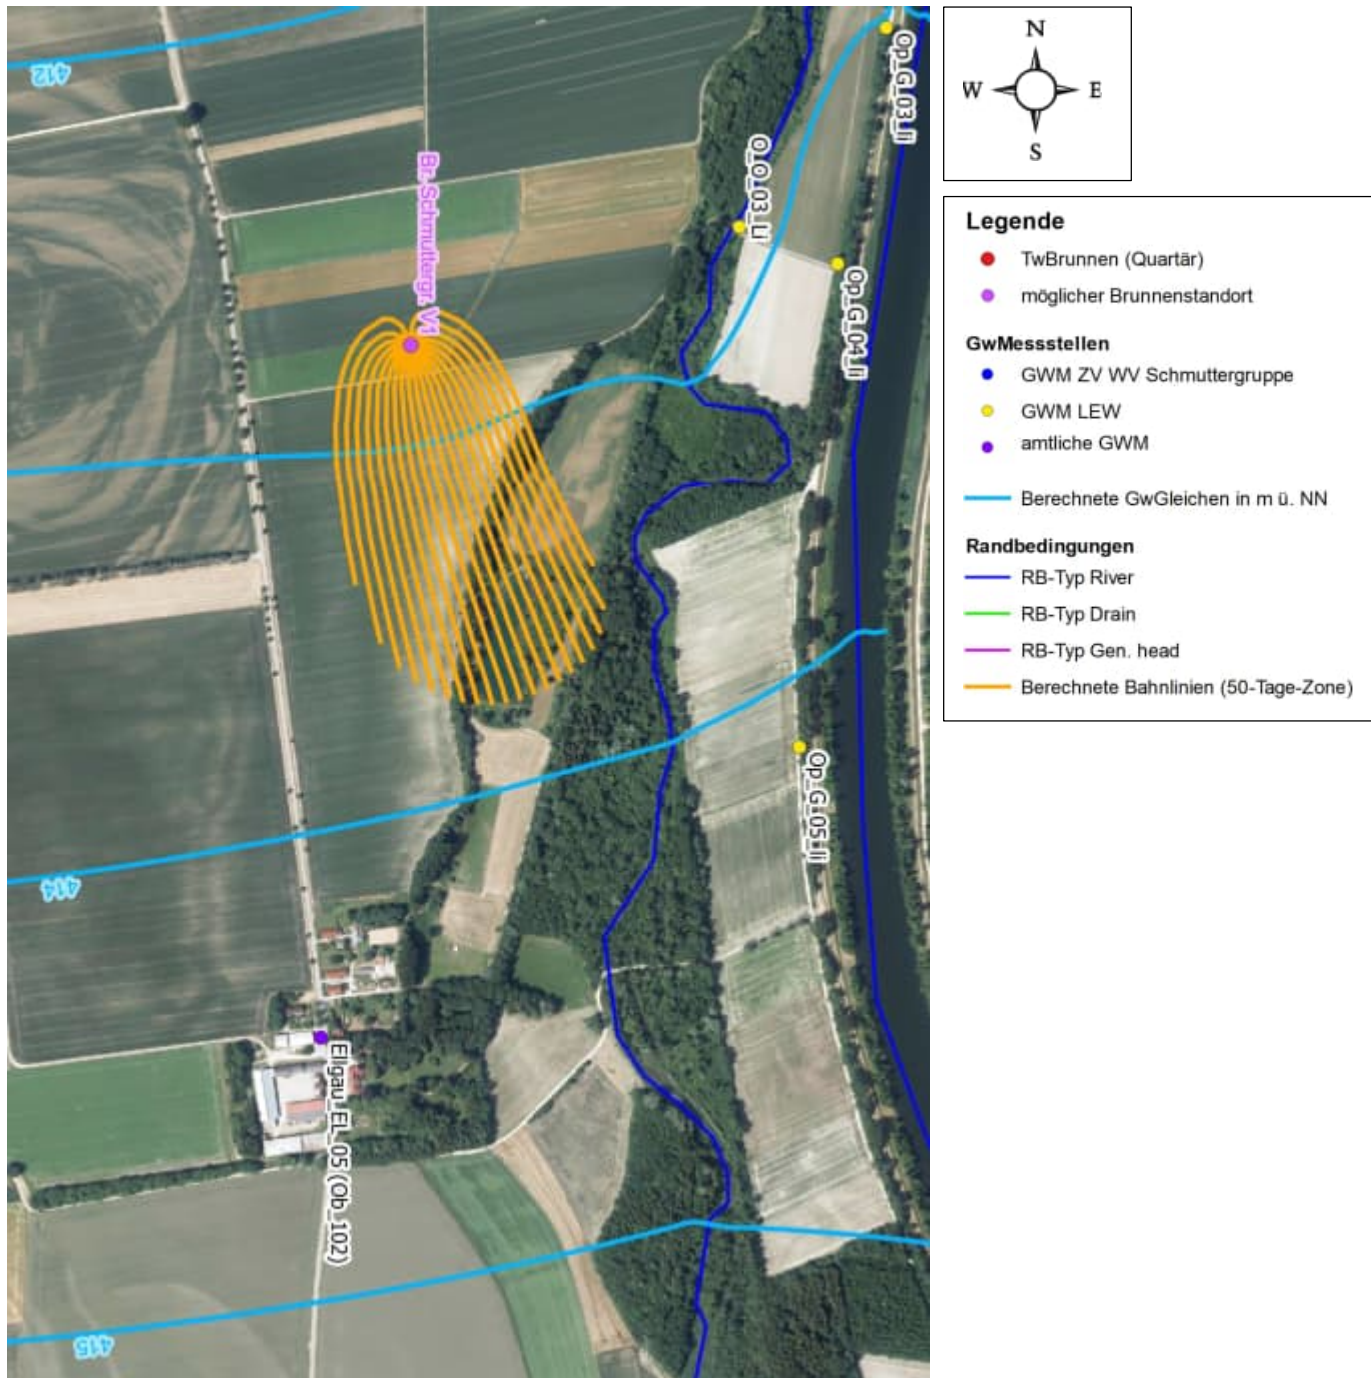 412
Op_G_03_li
O_O_03_Li
Br. Schmuttergr. V1
Op_G_04_li
Op_G_05_li
414
Ellgau_EL_05 (Ob_102)
415
N
W
E
S
Legende
TwBrunnen (Quartär)
möglicher Brunnenstandort
GwMessstellen
GWM ZV WV Schmuttergruppe
GWM LEW
amtliche GWM
Berechnete GwGleichen in m ü. NN
Randbedingungen
RB-Typ River
RB-Typ Drain
RB-Typ Gen. head
Berechnete Bahnlinien (50-Tage-Zone)